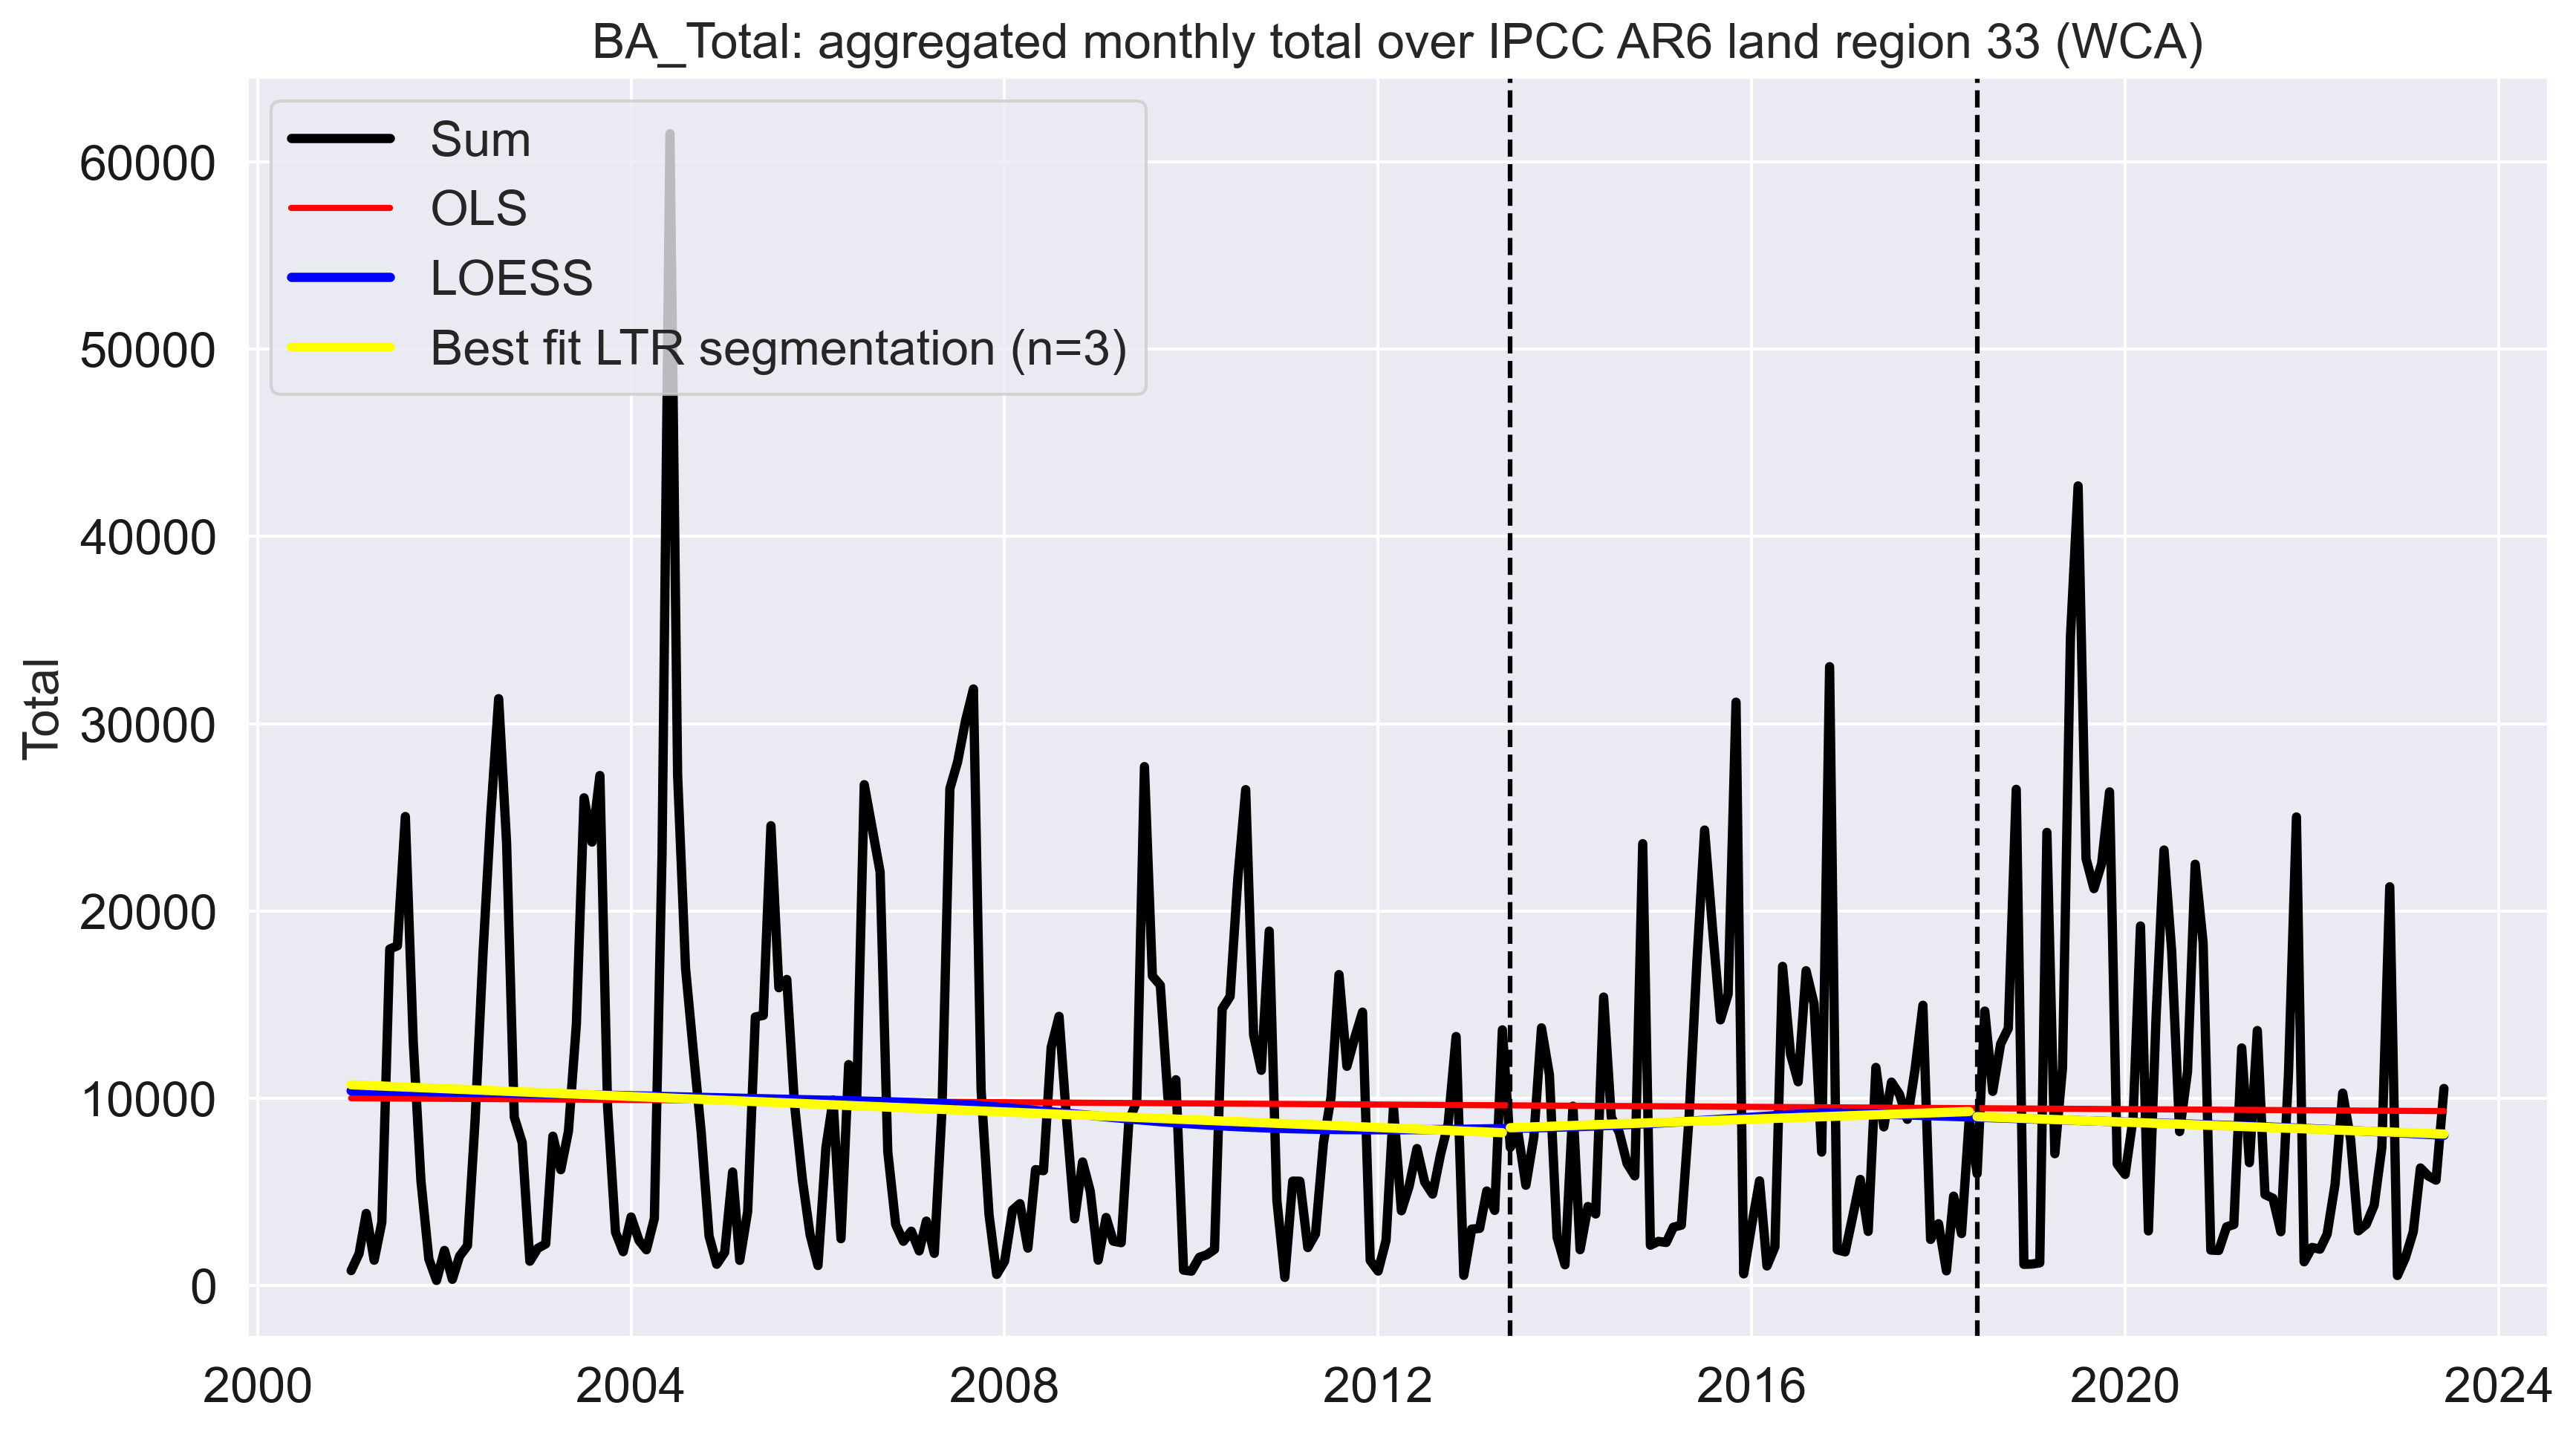 BA_Total: aggregated monthly total over IPCC AR6 land region 33 (WCA)
Sum
OLS
LOESS
Best fit LTR segmentation (n=3)
Total
60000
50000
40000
30000
20000
10000
0
2000 2004 2008 2012 2016 2020 2024